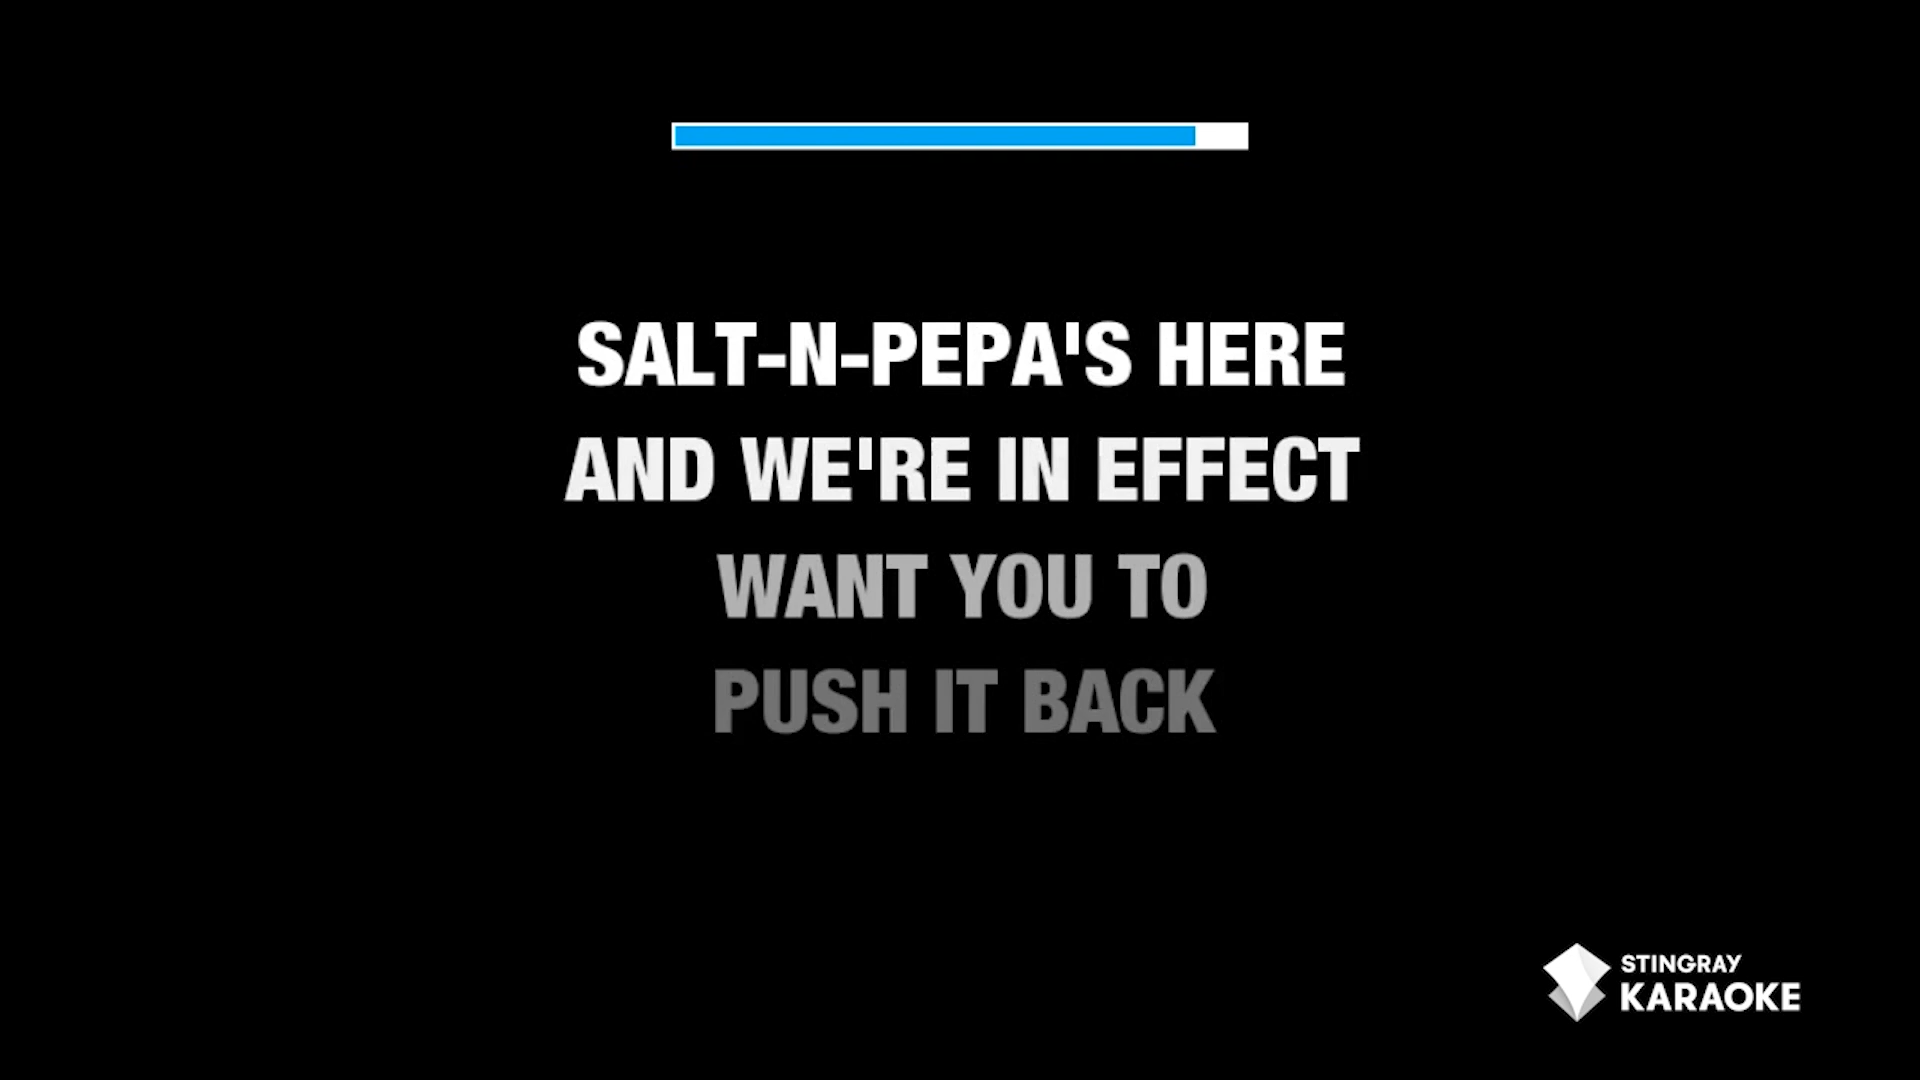 SALT-N-PEPA'S HERE
AND WE'RE IN EFFECT
WANT YOU TO
PUSH IT BACK
STINGRAY
KARAOKE